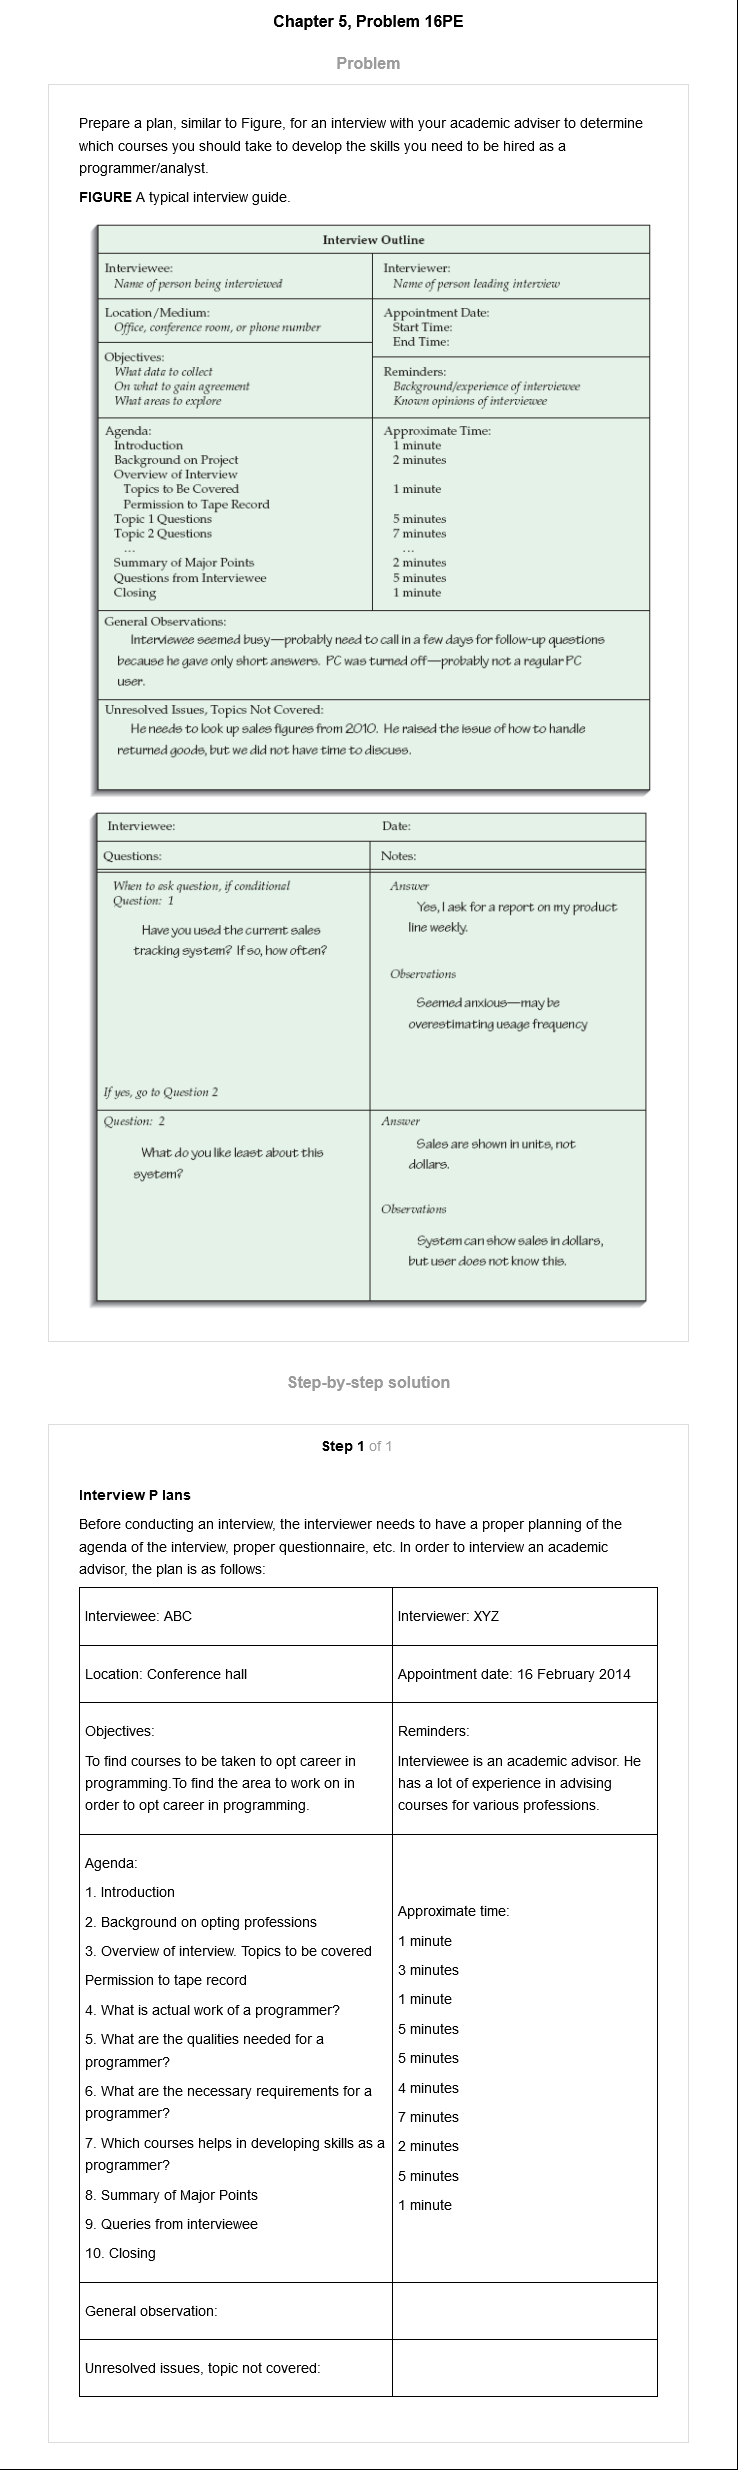 Chapter 5, Problem 16PE
Problem
Prepare a plan, similar to Figure, for an interview with your academic adviser to determine
which courses you should take to develop the skills you need to be hired as a
programmer/analyst.
FIGURE A typical interview guide.
Interview Outline
Interviewee:
Name of person being interviewed
Interviewer:
Name of person leading interview
Location/Medium:
Office, conference room, or phone number
Appointment Date:
Start Time:
End Time:
Objectives:
What data to collect
On what to gain agreement
What areas to explore
Reminders:
Background/experience of interviewee
Known opinions of interviewee
Agenda:
Introduction
Background on Project
Overview of Interview
Topics to Be Covered
Permission to Tape Record
Topic 1 Questions
Topic 2 Questions
...
Summary of Major Points
Questions from Interviewee
Closing
Approximate Time:
1 minute
2 minutes
1 minute
5 minutes
7 minutes
...
2 minutes
5 minutes
1 minute
General Observations:
Interviewee seemed busy—probably need to call in a few days for follow-up questions
because he gave only short answers. PC was turned off—probably not a regular PC
user.
Unresolved Issues, Topics Not Covered:
He needs to look up sales figures from 2010. He raised the issue of how to handle
returned goods, but we did not have time to discuss.
Interviewee:
Date:
Questions:
Notes:
When to ask question, if conditional
Question: 1
Have you used the current sales
tracking system? If so, how often?
If yes, go to Question 2
Answer
Yes, I ask for a report on my product
line weekly.
Observations
Seemed anxious—may be
overestimating usage frequency
Question: 2
What do you like least about this
system?
Answer
Sales are shown in units, not
dollars.
Observations
System can show sales in dollars,
but user does not know this.
Step-by-step solution
Step 1 of 1
Interview P lans
Before conducting an interview, the interviewer needs to have a proper planning of the
agenda of the interview, proper questionnaire, etc. In order to interview an academic
advisor, the plan is as follows:
Interviewee: ABC
Interviewer: XYZ
Location: Conference hall
Appointment date: 16 February 2014
Objectives:
To find courses to be taken to opt career in
programming.To find the area to work on in
order to opt career in programming.
Reminders:
Interviewee is an academic advisor. He
has a lot of experience in advising
courses for various professions.
Agenda:
1. Introduction
2. Background on opting professions
3. Overview of interview. Topics to be covered
Permission to tape record
4. What is actual work of a programmer?
5. What are the qualities needed for a
programmer?
6. What are the necessary requirements for a
programmer?
7. Which courses helps in developing skills as a
programmer?
8. Summary of Major Points
9. Queries from interviewee
10. Closing
Approximate time:
1 minute
3 minutes
1 minute
5 minutes
5 minutes
4 minutes
7 minutes
2 minutes
5 minutes
1 minute
General observation:
Unresolved issues, topic not covered: